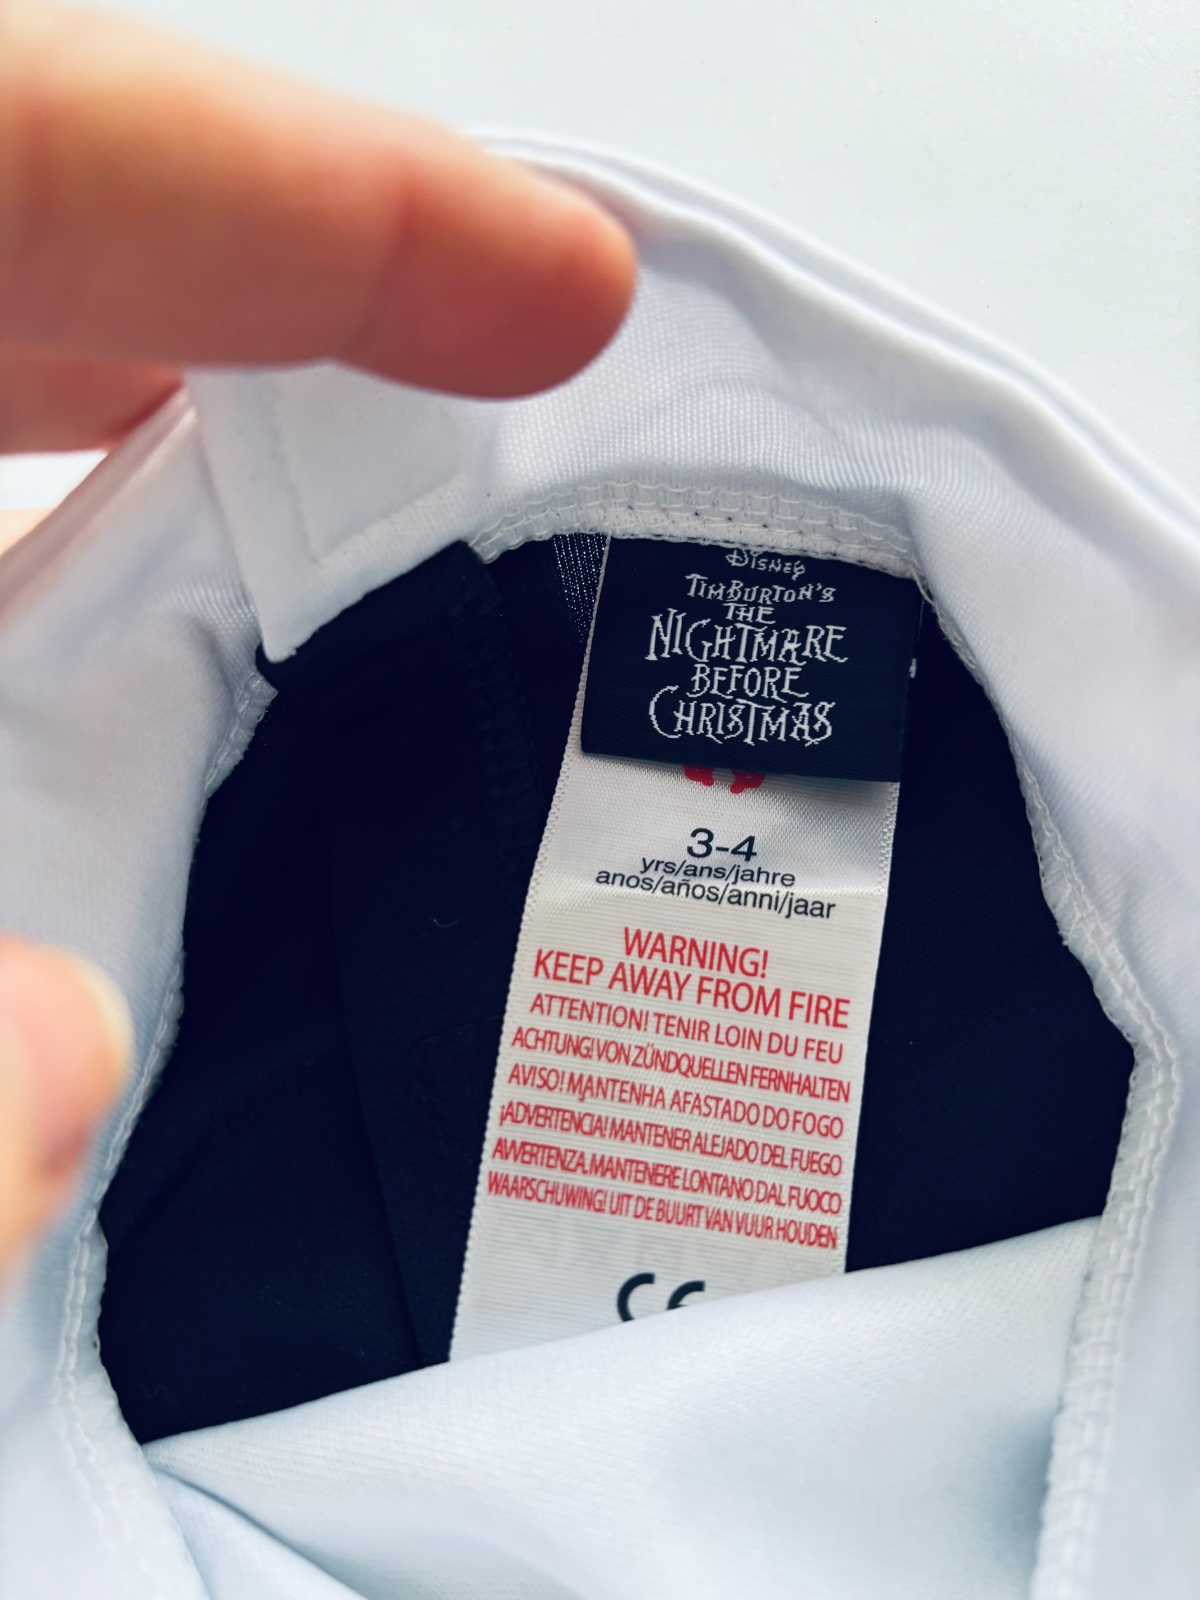 Disney
TIM BURTON'S
THE
NIGHTMARE
BEFORE
CHRISTMAS
3-4
yrs/ans/jahre
anos/años/anni/jaar
WARNING!
KEEP AWAY FROM FIRE
ATTENTION! TENIR LOIN DU FEU
ACHTUNG! VON ZÜNDQUELLEN FERNHALTEN
AVISO! MANTENHA AFASTADO DO FOGO
¡ADVERTENCIA! MANTENER ALEJADO DEL FUEGO
AVVERTENZA. MANTENERE LONTANO DAL FUOCO
WAARSCHUWING! UIT DE BUURT VAN VUUR HOUDEN
CE